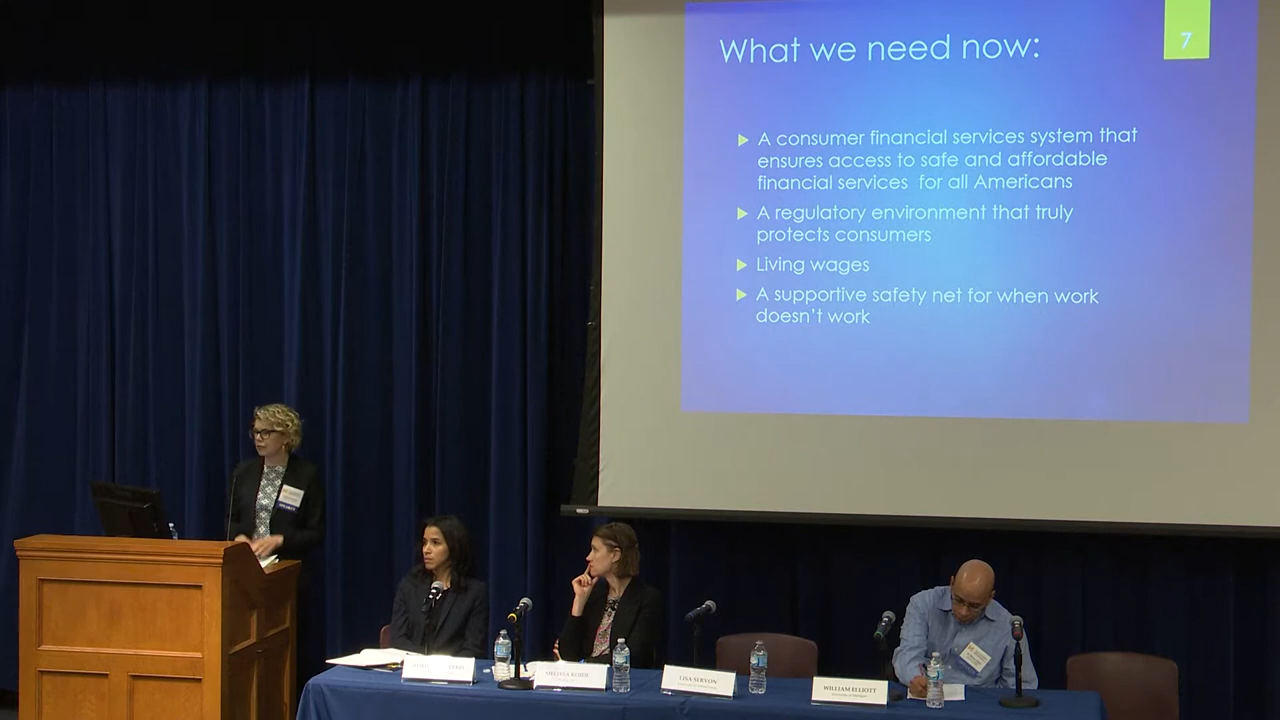 What we need now:
7
A consumer financial services system that
ensures access to safe and affordable
financial services for all Americans
A regulatory environment that truly
protects consumers
Living wages
A supportive safety net for when work
doesn't work
LISA SERVON
WILLIAM ELLIOTT